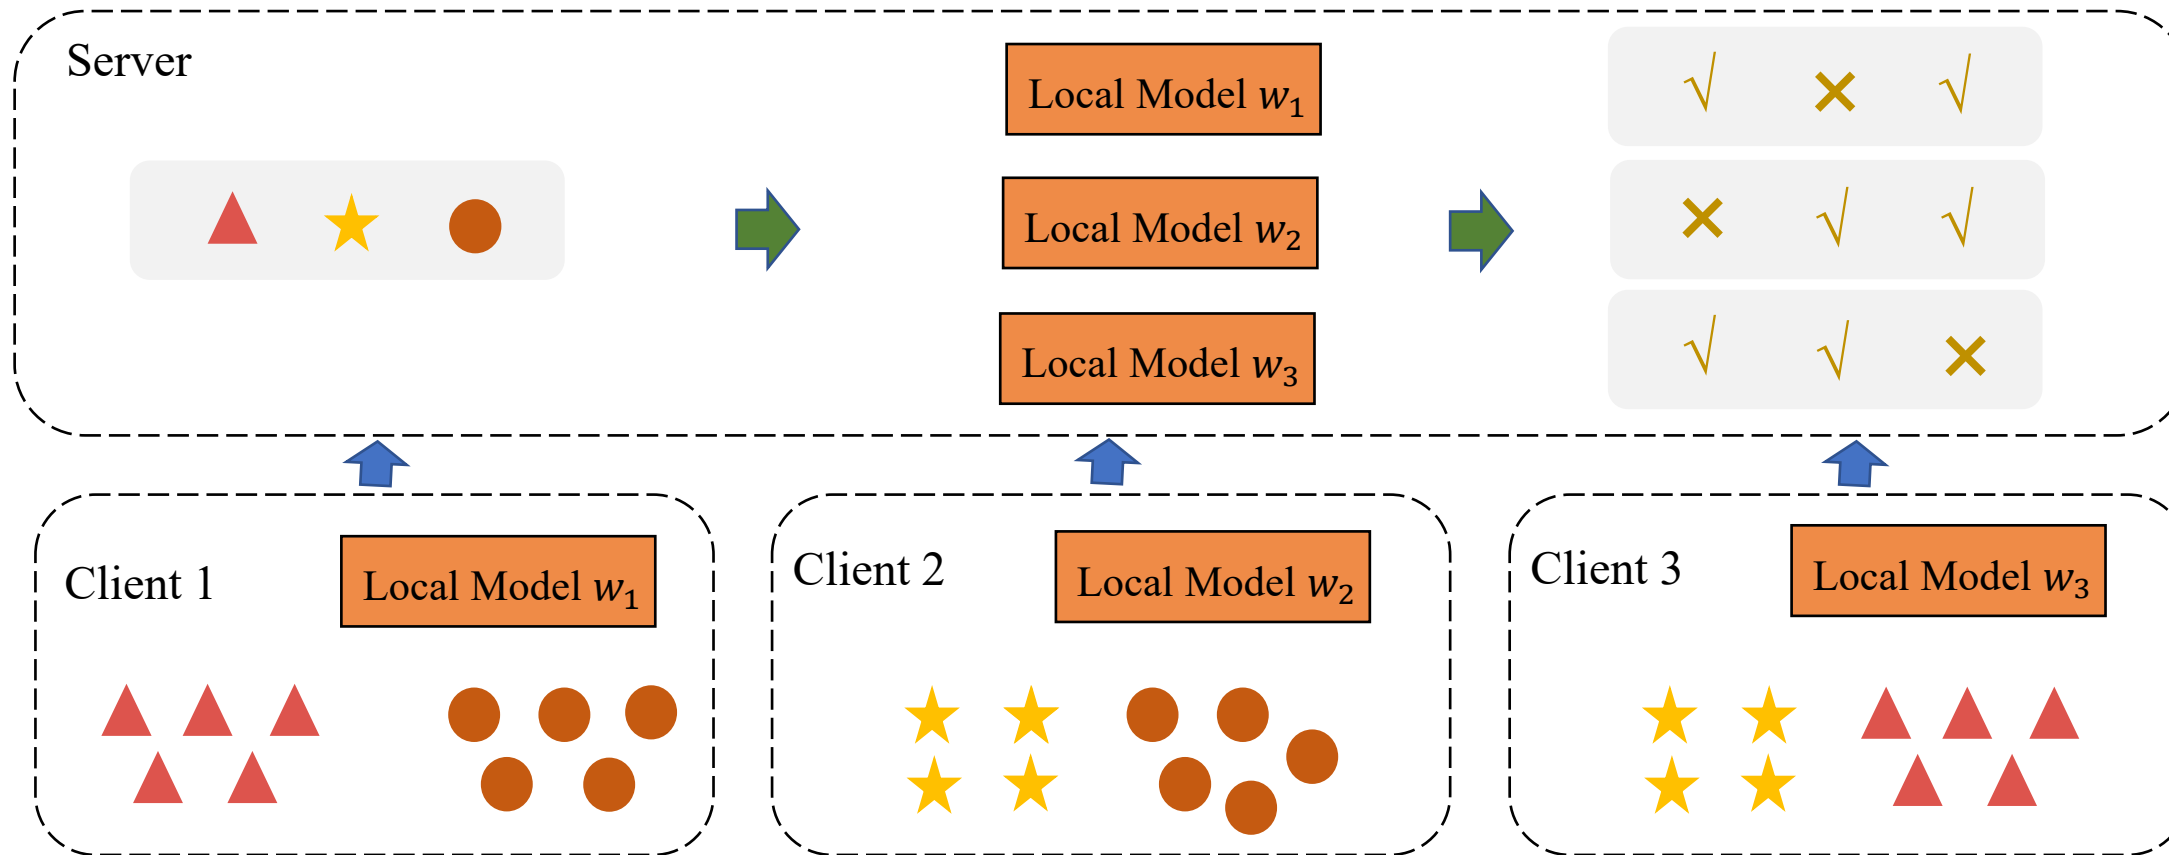 Server
Local Model w₁
√ × √
Local Model w₂
× √ √
Local Model w₃
√ √ ×
Client 1
Local Model w₁
Client 2
Local Model w₂
Client 3
Local Model w₃